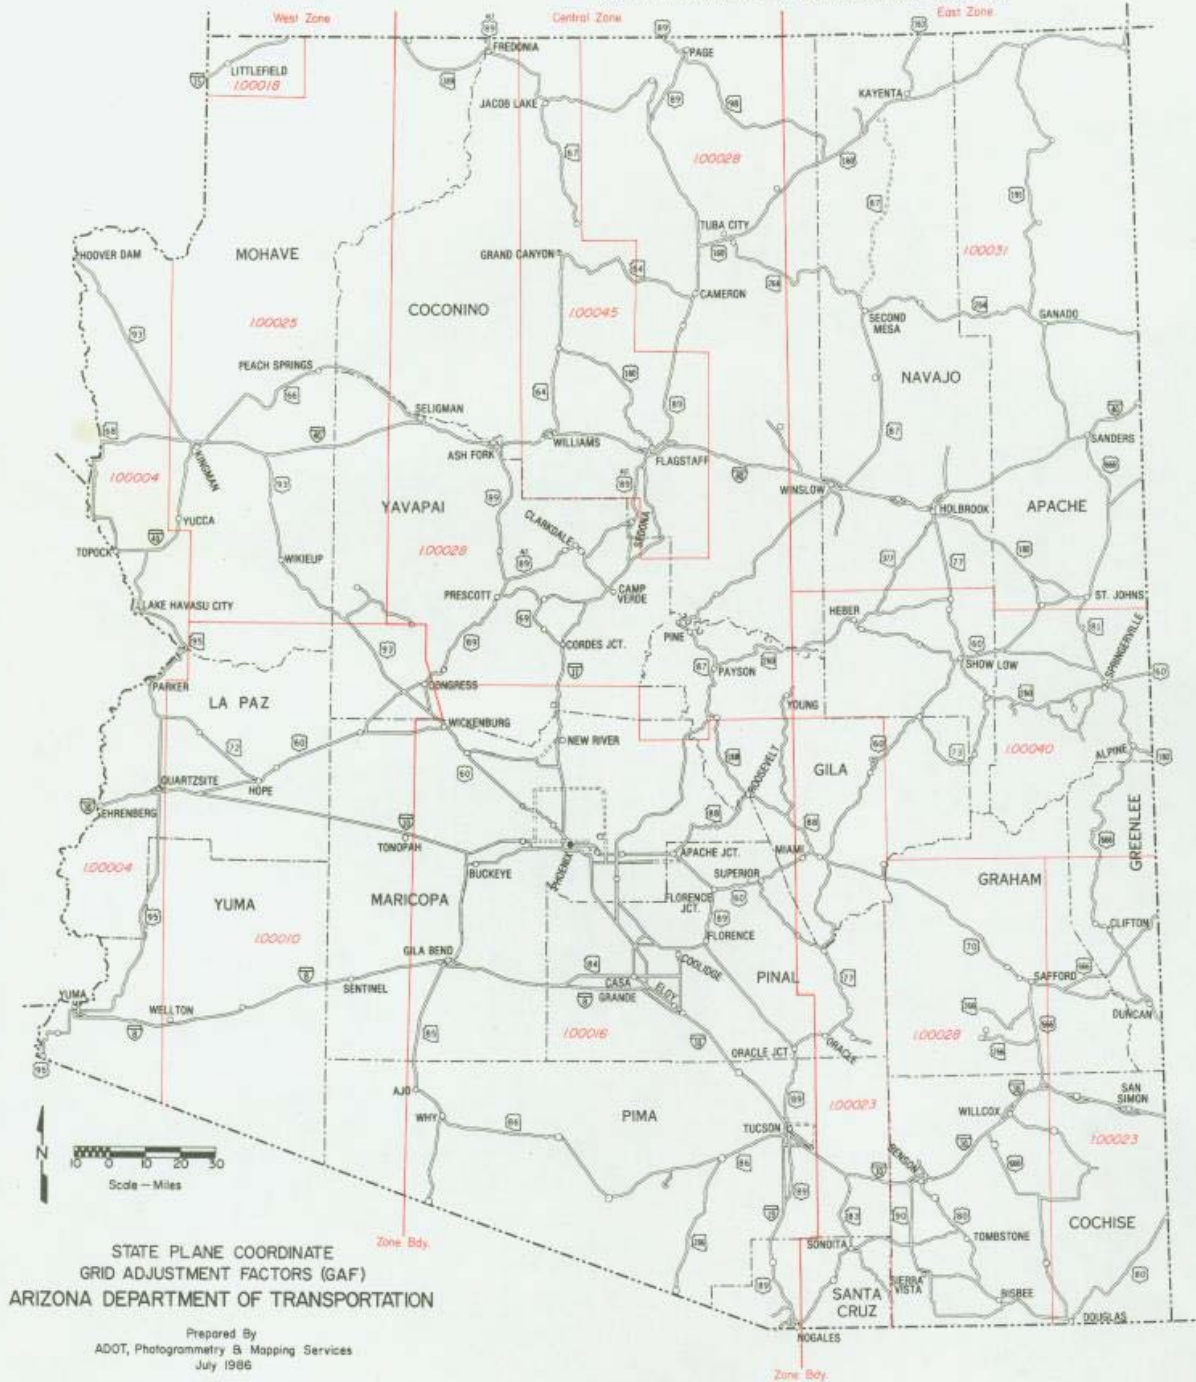 West Zone
Central Zone
East Zone
LITTLEFIELD
1.00018
FREDONIA
PAGE
JACOB LAKE
KAYENTA
1.00028
TUBA CITY
HOOVER DAM
MOHAVE
GRAND CANYON
CAMERON
1.00031
COCONINO
1.00045
SECOND
MESA
GANADO
1.00025
PEACH SPRINGS
NAVAJO
SELIGMAN
ASH FORK
WILLIAMS
FLAGSTAFF
SANDERS
KINGMAN
1.00004
YUCCA
YAVAPAI
1.00028
WINSLOW
HOLBROOK
APACHE
CLARKDALE
SEDONA
TOPOCK
WIKIEUP
PRESCOTT
CAMP
VERDE
LAKE HAVASU CITY
HEBER
ST. JOHNS
PINE
CORDES JCT.
SPRINGERVILLE
SHOW LOW
PAYSON
PARKER
CONGRESS
LA PAZ
YOUNG
WICKENBURG
NEW RIVER
1.00040
ALPINE
QUARTZSITE
HOPE
ROOSEVELT
GILA
EHRENBERG
GREENLEE
TONOPAH
PHOENIX
APACHE JCT.
MIAMI
1.00004
BUCKEYE
SUPERIOR
GRAHAM
YUMA
MARICOPA
FLORENCE
JCT.
CLIFTON
1.00010
FLORENCE
GILA BEND
COOLIDGE
PINAL
SENTINEL
CASA
GRANDE
ELOY
SAFFORD
YUMA
WELLTON
DUNCAN
1.00016
1.00028
ORACLE JCT.
ORACLE
AJO
SAN
SIMON
WHY
PIMA
1.00023
WILLCOX
TUCSON
1.00023
N
10 0 10 20 30
Scale — Miles
BENSON
COCHISE
TOMBSTONE
SONOITA
Zone Bdy.
SIERRA
VISTA
SANTA
CRUZ
BISBEE
DOUGLAS
NOGALES
Zone Bdy.
STATE PLANE COORDINATE
GRID ADJUSTMENT FACTORS (GAF)
ARIZONA DEPARTMENT OF TRANSPORTATION
Prepared By
ADOT, Photogrammetry & Mapping Services
July 1986